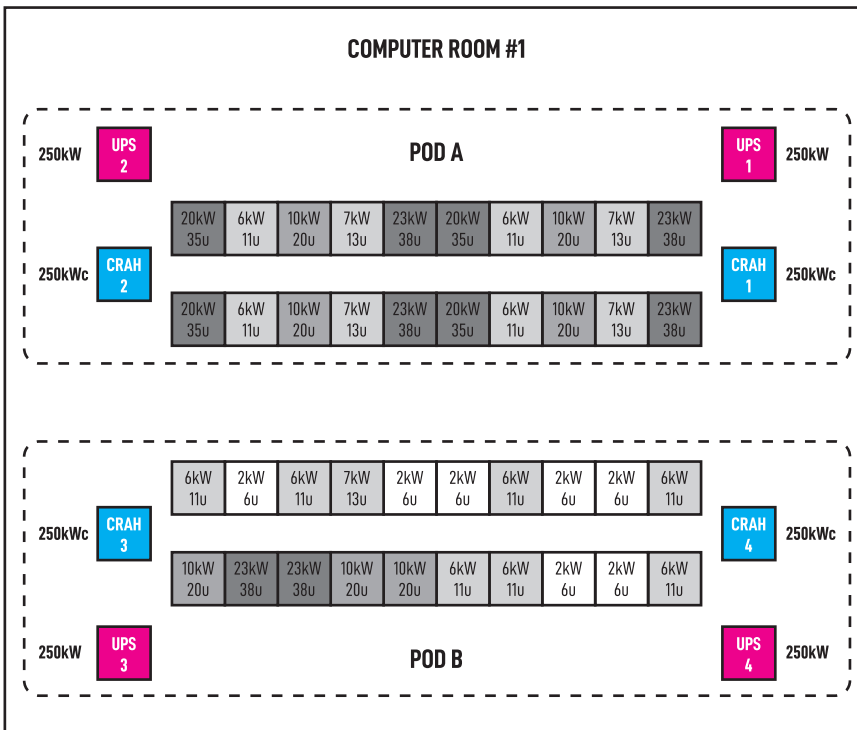 COMPUTER ROOM #1
250kW UPS 2 POD A UPS 1 250kW
20kW 6kW 10kW 7kW 23kW 20kW 6kW 10kW 7kW 23kW
35u 11u 20u 13u 38u 35u 11u 20u 13u 38u
250kWc CRAH 2 CRAH 1 250kWc
20kW 6kW 10kW 7kW 23kW 20kW 6kW 10kW 7kW 23kW
35u 11u 20u 13u 38u 35u 11u 20u 13u 38u
6kW 2kW 6kW 7kW 2kW 2kW 6kW 2kW 2kW 6kW
11u 6u 11u 13u 6u 6u 11u 6u 6u 11u
250kWc CRAH 3 CRAH 4 250kWc
10kW 23kW 23kW 10kW 10kW 6kW 6kW 2kW 2kW 6kW
20u 38u 38u 20u 20u 11u 11u 6u 6u 11u
250kW UPS 3 POD B UPS 4 250kW